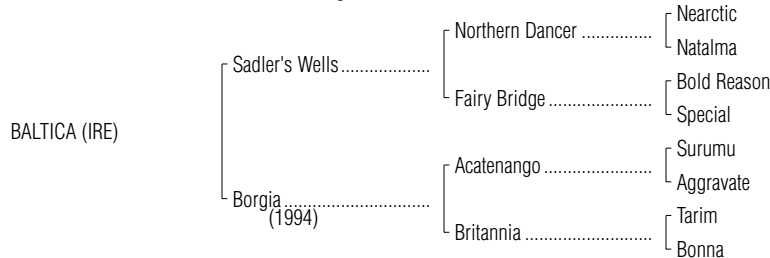 Nearctic
Northern Dancer ..................
Natalma
Sadler's Wells....................
Bold Reason
Fairy Bridge .......................
Special
BALTICA (IRE)
Surumu
Acatenango ........................
Aggravate
Borgia................................
(1994)
Tarim
Britannia ............................
Bonna